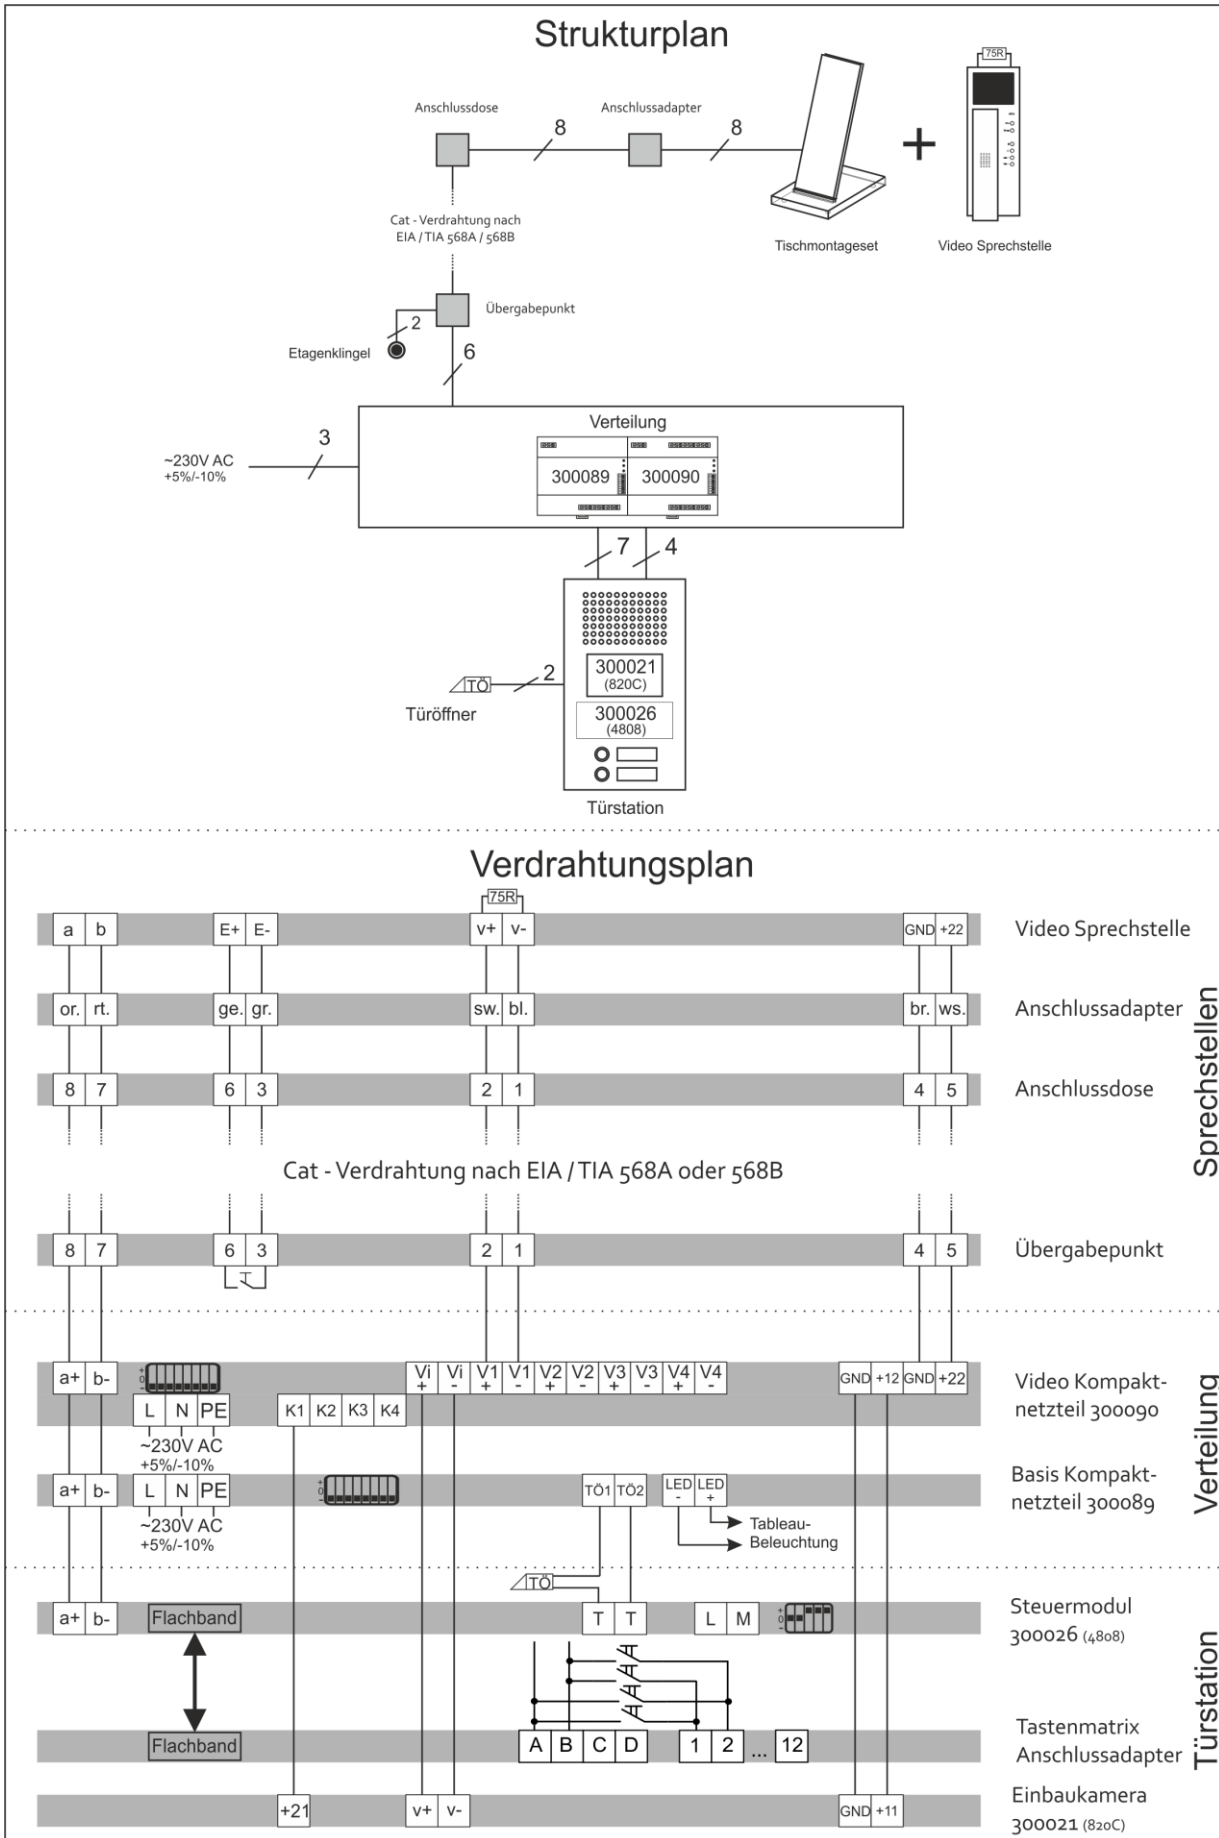 Strukturplan
75R
Anschlussdose
Anschlussadapter
8
8
+
Cat - Verdrahtung nach
EIA / TIA 568A / 568B
Tischmontageset
Video Sprechstelle
Übergabepunkt
2
Etagenklingel
6
Verteilung
3
~230V AC
+5%/-10%
300089
300090
7
4
300021
(820C)
2
TÖ
Türöffner
300026
(4808)
Türstation
Verdrahtungsplan
75R
a b E+ E- v+ v- GND +22 Video Sprechstelle
or. rt. ge. gr. sw. bl. br. ws. Anschlussadapter
8 7 6 3 2 1 4 5 Anschlussdose
Sprechstellen
Cat - Verdrahtung nach EIA / TIA 568A oder 568B
8 7 6 3 2 1 4 5 Übergabepunkt
a+ b- + 0 - Vi + Vi - V1 + V1 - V2 + V2 - V3 + V3 - V4 + V4 - GND +12 GND +22 Video Kompakt-
L N PE K1 K2 K3 K4 netzteil 300090
~230V AC
+5%/-10%
Verteilung
a+ b- L N PE + 0 - TÖ1 TÖ2 LED - LED + Basis Kompakt-
netzteil 300089
~230V AC
+5%/-10%
Tableau-
Beleuchtung
TÖ
a+ b- Flachband T T L M + 0 - Steuermodul
300026 (4808)
Türstation
Flachband A B C D 1 2 ... 12 Tastenmatrix
Anschlussadapter
+21 v+ v- GND +11 Einbaukamera
300021 (820C)